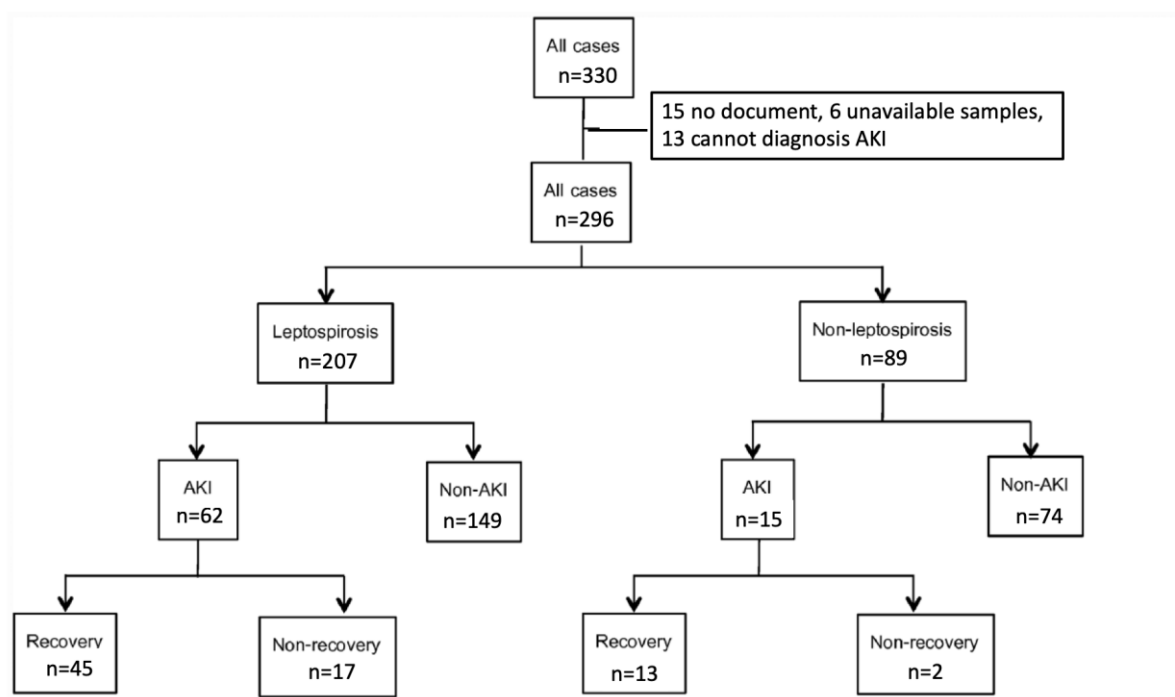 All cases
n=330
15 no document, 6 unavailable samples,
13 cannot diagnosis AKI
All cases
n=296
Leptospirosis
n=207
Non-leptospirosis
n=89
AKI
n=62
Non-AKI
n=149
AKI
n=15
Non-AKI
n=74
Recovery
n=45
Non-recovery
n=17
Recovery
n=13
Non-recovery
n=2